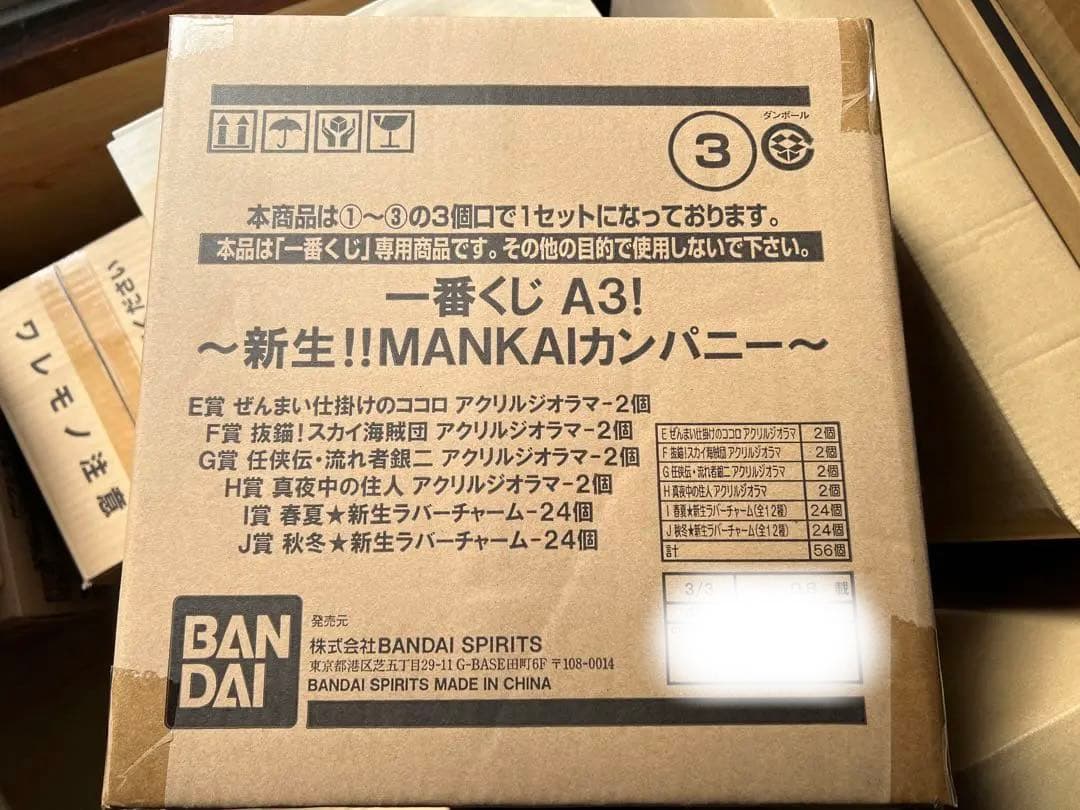 ダンボール
3
本商品は①〜③の3個口で1セットになっております。
本品は「一番くじ」専用商品です。その他の目的で使用しないで下さい。
一番くじ A3!
〜新生!!MANKAIカンパニー〜
E賞 ぜんまい仕掛けのココロ アクリルジオラマ-2個
F賞 抜錨!スカイ海賊団 アクリルジオラマ-2個
G賞 任侠伝・流れ者銀二 アクリルジオラマ-2個
H賞 真夜中の住人 アクリルジオラマ-2個
I賞 春夏★新生ラバーチャーム-24個
J賞 秋冬★新生ラバーチャーム-24個
E ぜんまい仕掛けのココロ アクリルジオラマ 2個
F 抜錨!スカイ海賊団 アクリルジオラマ 2個
G 任侠伝・流れ者銀二 アクリルジオラマ 2個
H 真夜中の住人 アクリルジオラマ 2個
I 春夏★新生ラバーチャーム(全12種) 24個
J 秋冬★新生ラバーチャーム(全12種) 24個
計 56個
3/3
BAN
DAI
発売元
株式会社BANDAI SPIRITS
東京都港区芝五丁目29-11 G-BASE田町6F 〒108-0014
BANDAI SPIRITS MADE IN CHINA
ワレモノ注意
ください